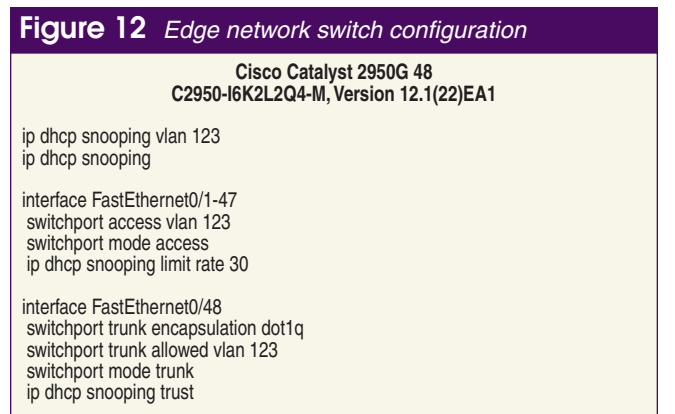 Figure 12 Edge network switch configuration
Cisco Catalyst 2950G 48
C2950-I6K2L2Q4-M, Version 12.1(22)EA1
ip dhcp snooping vlan 123
ip dhcp snooping
interface FastEthernet0/1-47
switchport access vlan 123
switchport mode access
ip dhcp snooping limit rate 30
interface FastEthernet0/48
switchport trunk encapsulation dot1q
switchport trunk allowed vlan 123
switchport mode trunk
ip dhcp snooping trust